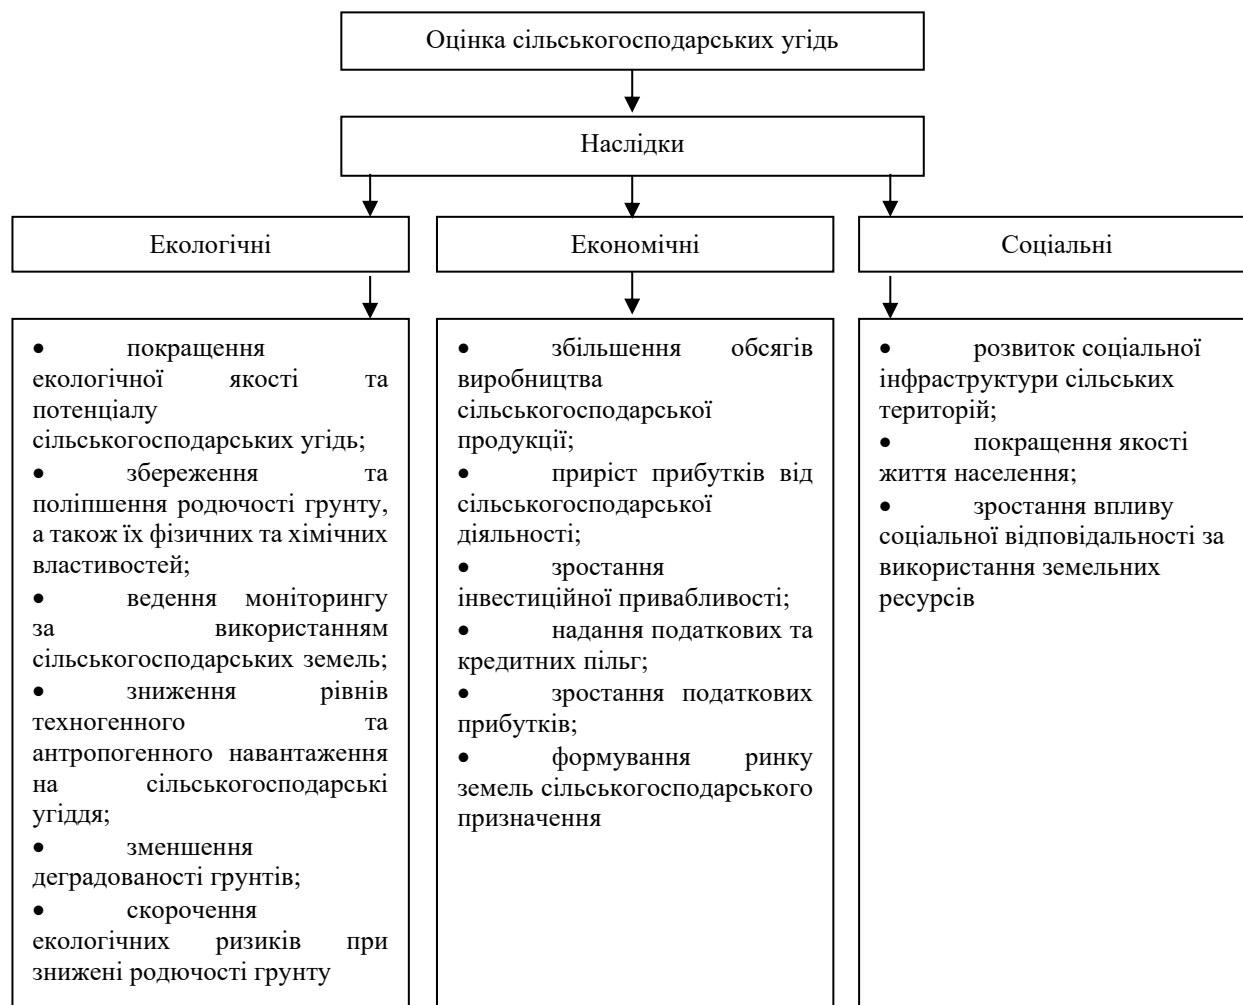 Оцінка сільськогосподарських угідь
Наслідки
Екологічні
Економічні
Соціальні
• покращення
екологічної якості та
потенціалу
сільськогосподарських угідь;
• збереження та
поліпшення родючості грунту,
а також їх фізичних та хімічних
властивостей;
• ведення моніторингу
за використанням
сільськогосподарських земель;
• зниження рівнів
техногенного та
антропогенного навантаження
на сільськогосподарські
угіддя;
• зменшення
деградованості грунтів;
• скорочення
екологічних ризиків при
знижені родючості грунту
• збільшення обсягів
виробництва
сільськогосподарської
продукції;
• приріст прибутків від
сільськогосподарської
діяльності;
• зростання
інвестиційної привабливості;
• надання податкових та
кредитних пільг;
• зростання податкових
прибутків;
• формування ринку
земель сільськогосподарського
призначення
• розвиток соціальної
інфраструктури сільських
територій;
• покращення якості
життя населення;
• зростання впливу
соціальної відповідальності за
використання земельних
ресурсів